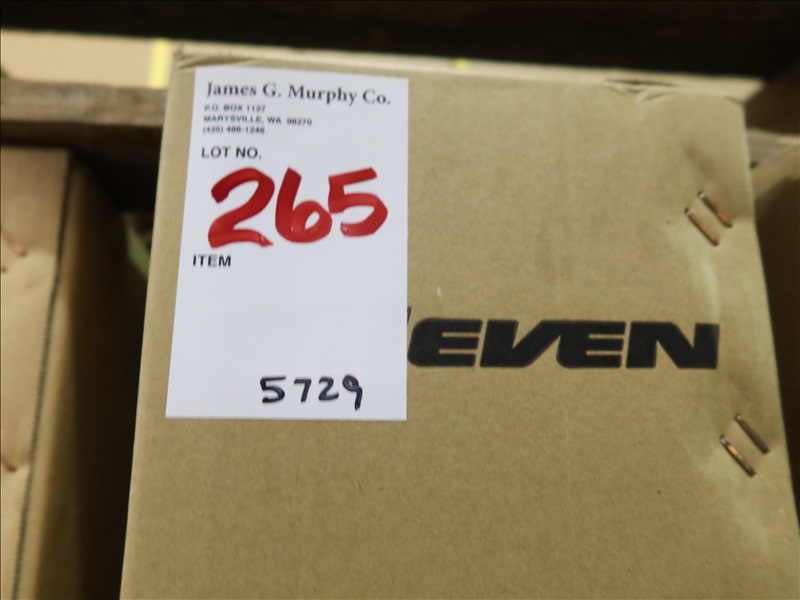 James G. Murphy Co.
P.O. BOX 1127
MARYSVILLE, WA 98270
(425) 486-1246
LOT NO.
265
ITEM
EVEN
5729